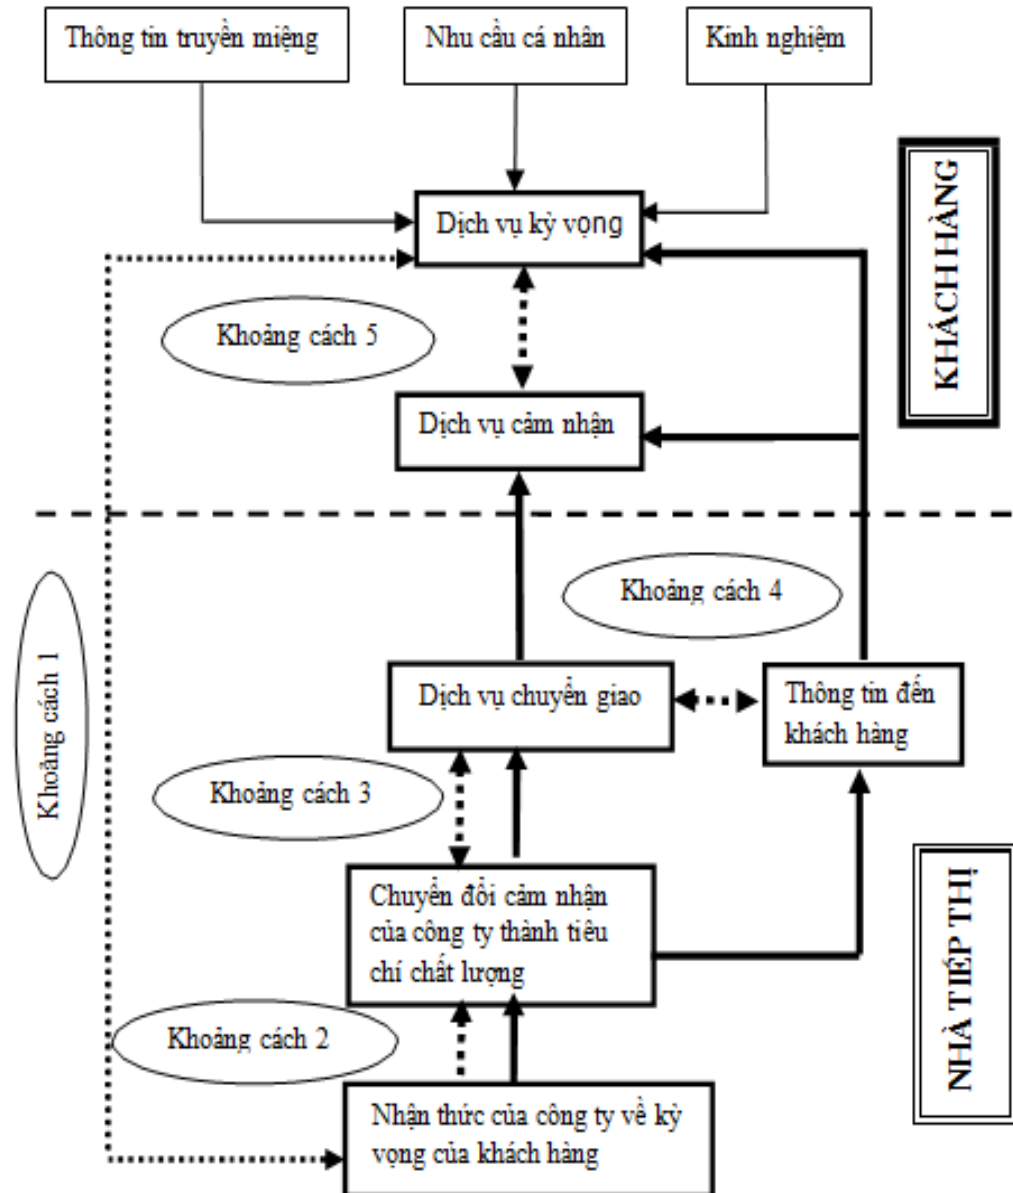 Thông tin truyền miệng
Nhu cầu cá nhân
Kinh nghiệm
KHÁCH HÀNG
Dịch vụ kỳ vọng
Khoảng cách 5
Dịch vụ cảm nhận
Khoảng cách 4
Khoảng cách 1
Dịch vụ chuyển giao
Thông tin đến
khách hàng
Khoảng cách 3
Chuyển đổi cảm nhận
của công ty thành tiêu
chí chất lượng
NHÀ TIẾP THỊ
Khoảng cách 2
Nhận thức của công ty về kỳ
vọng của khách hàng